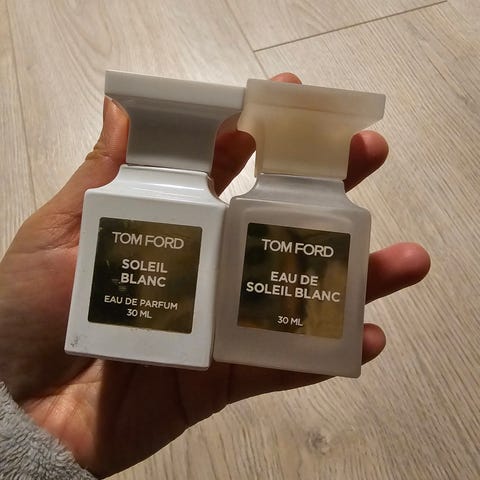 TOM FORD
SOLEIL
BLANC
EAU DE PARFUM
30 ML
TOM FORD
EAU DE
SOLEIL BLANC
30 ML